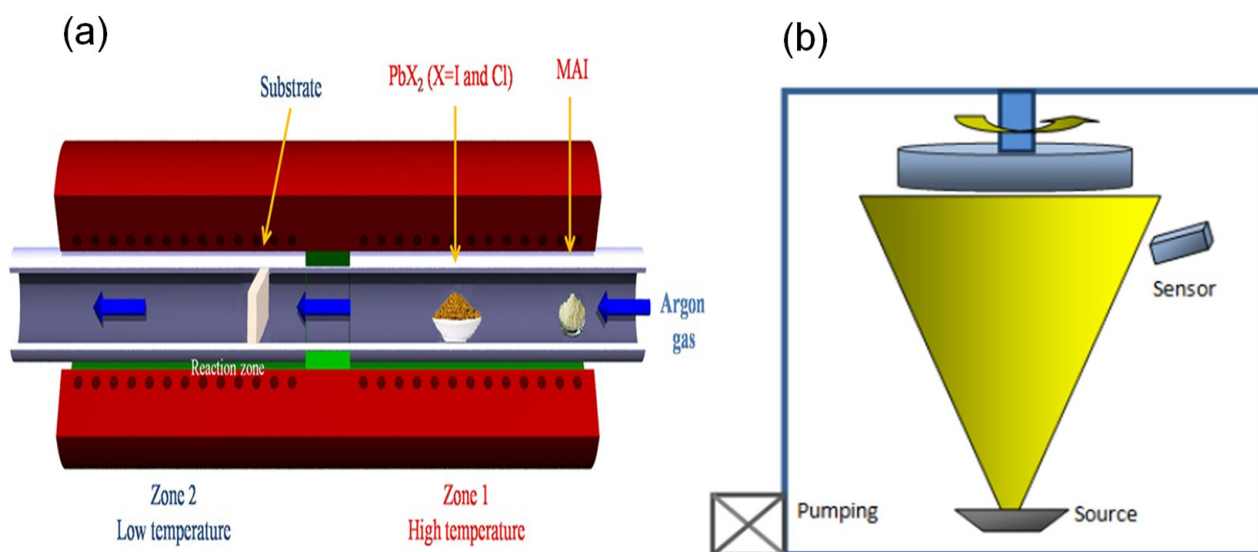 (a)
(b)
Substrate
PbX₂ (X=I and Cl)
MAI
Argon
gas
Reaction zone
Zone 2
Low temperature
Zone 1
High temperature
Sensor
Pumping
Source